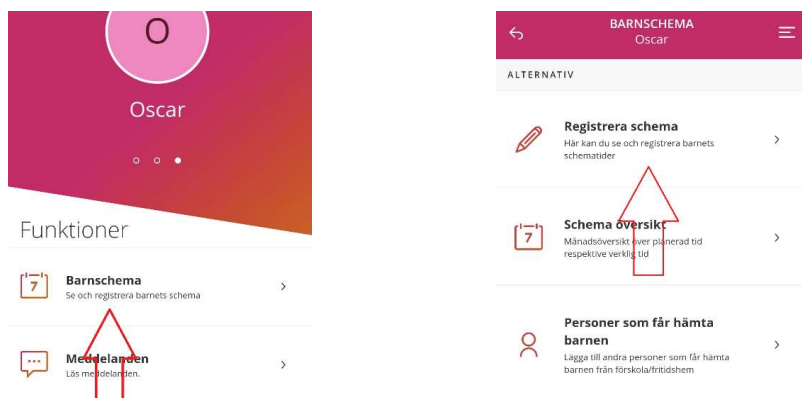 O
Oscar
Funktioner
7
Barnschema
Se och registrera barnets schema
Meddelanden
Läs meddelanden.
BARNSCHEMA
Oscar
ALTERNATIV
Registrera schema
Här kan du se och registrera barnets
schematider
7
Schema översikt
Månadsöversikt över planerad tid
respektive verklig tid
Personer som får hämta
barnen
Lägga till andra personer som får hämta
barnen från förskola/fritidshem